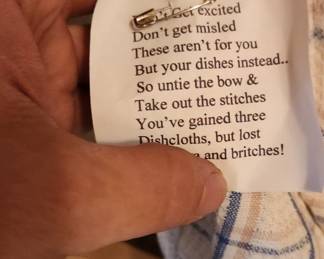 Get excited
Don't get misled
These aren't for you
But your dishes instead..
So untie the bow &
Take out the stitches
You've gained three
Dishcloths, but lost
and britches!